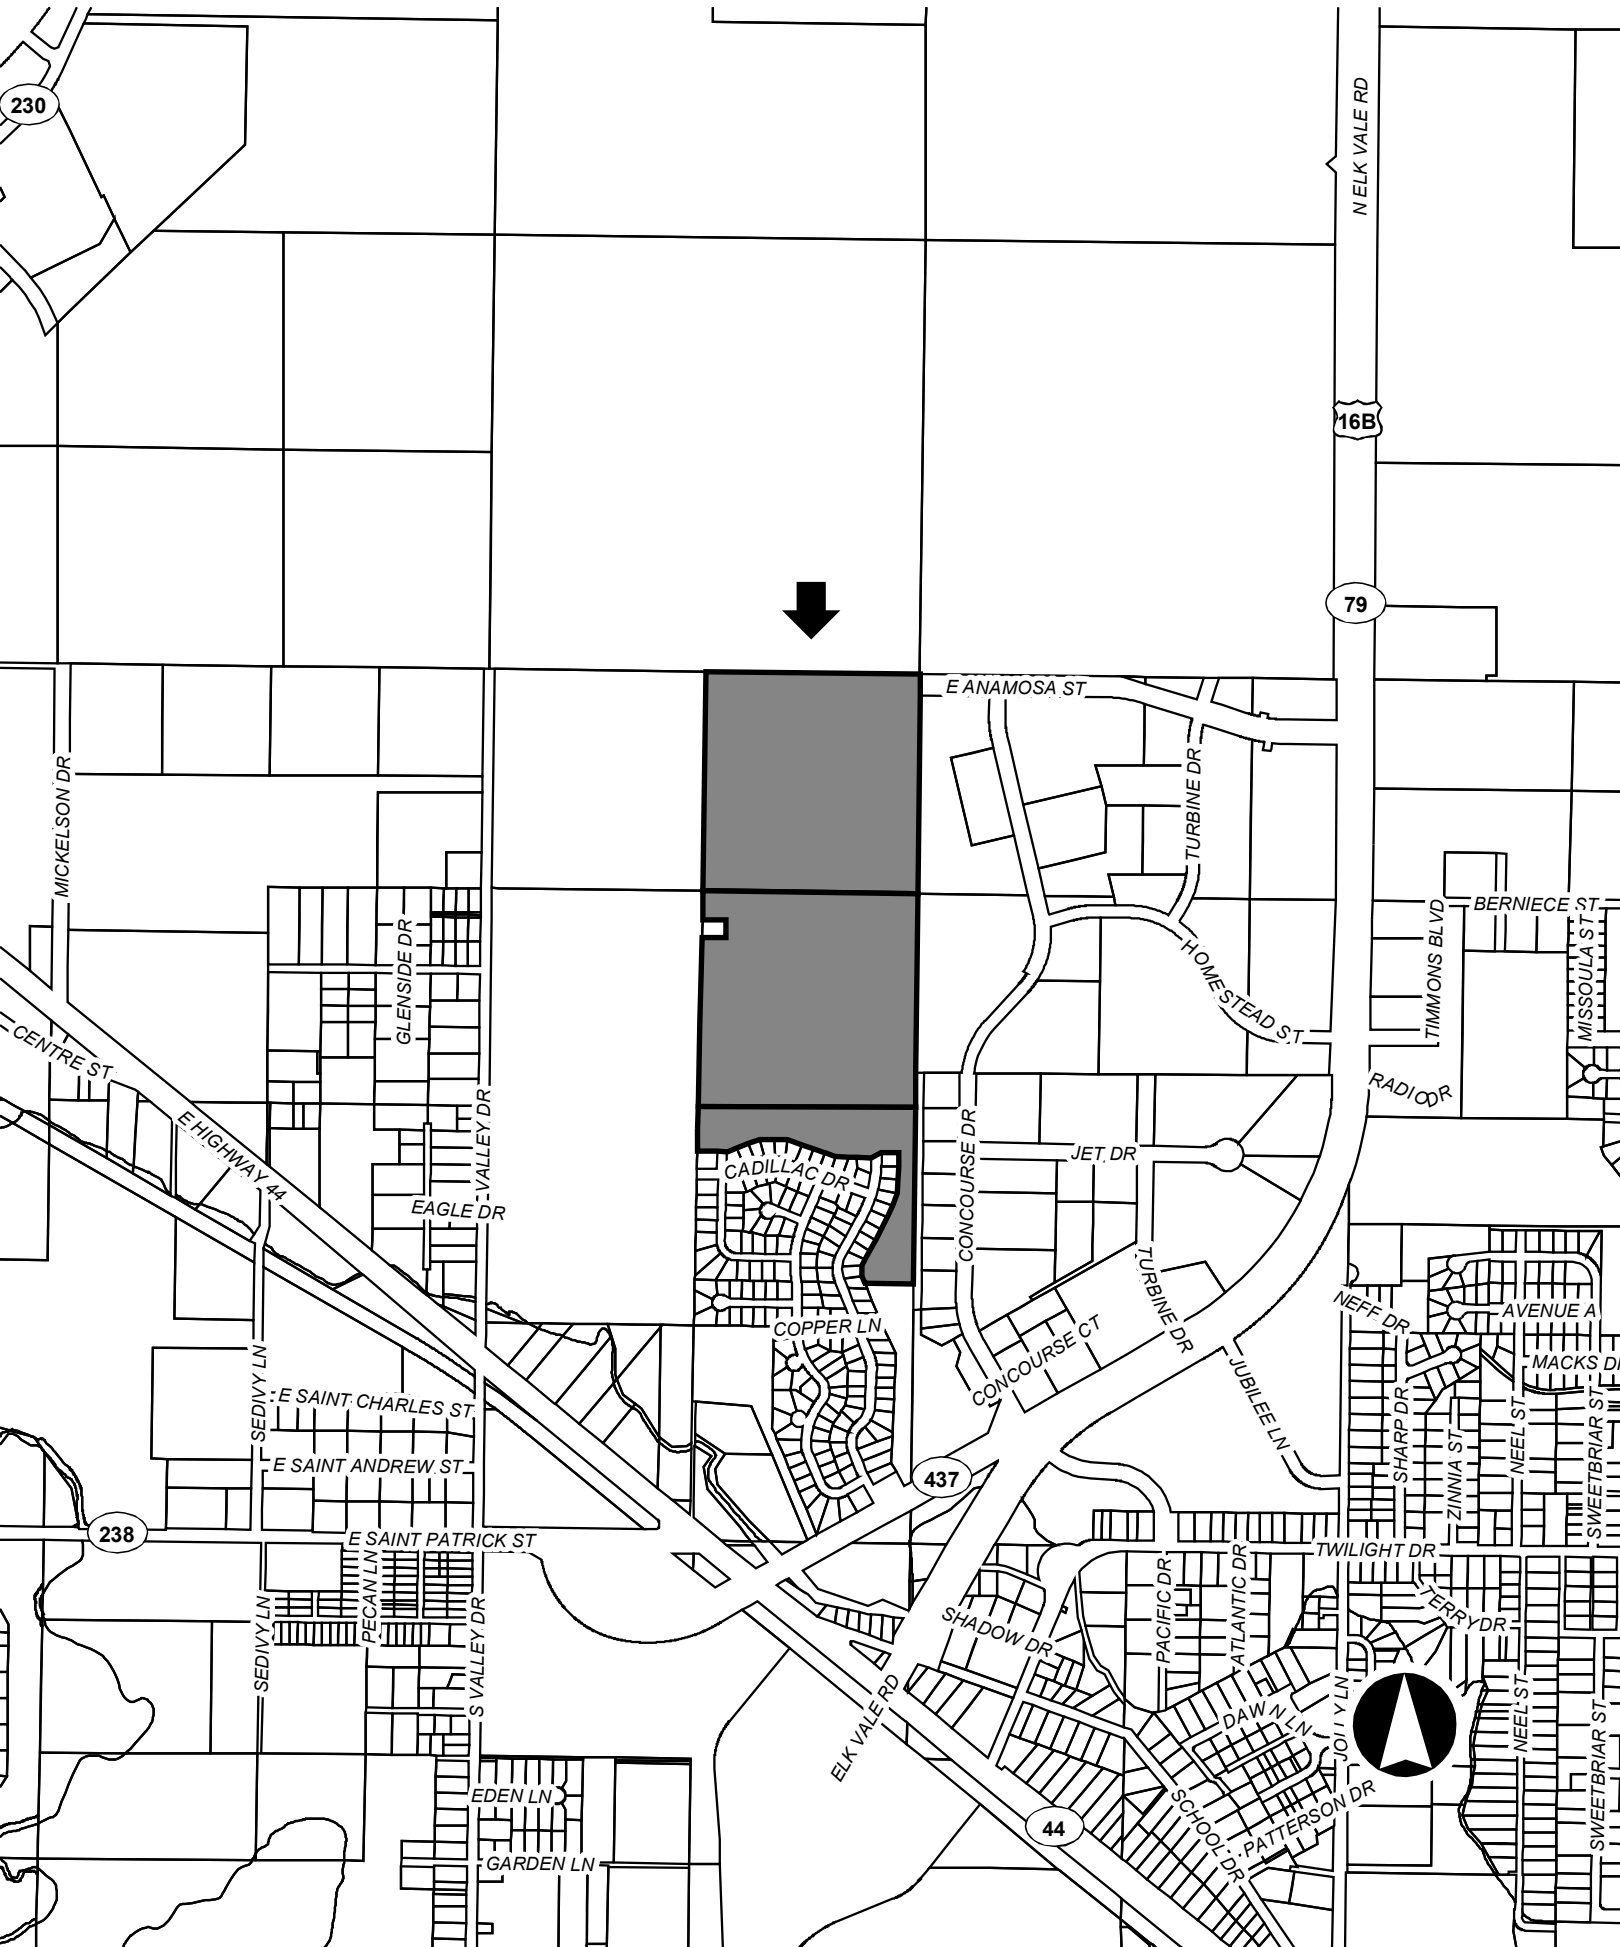 230
N ELK VALE RD
16B
79
E ANAMOSA ST
MICKELSON DR
TURBINE DR
GLENSIDE DR
TIMMONS BLVD
BERNIECE ST
MISSOULA ST
HOMESTEAD ST
CENTRE ST
RADIO DR
E HIGHWAY 44
VALLEY DR
CONCOURSE DR
JET DR
CADILLAC DR
EAGLE DR
TURBINE DR
NEFF DR
AVENUE A
COPPER LN
CONCOURSE CT
JUBILEE LN
MACKS DR
SEDIVY LN
E SAINT CHARLES ST
SHARP DR
NEEL ST
SWEETBRIAR ST
ZINNIA ST
E SAINT ANDREW ST
437
238
E SAINT PATRICK ST
TWILIGHT DR
PECAN LN
SEDIVY LN
S VALLEY DR
SHADOW DR
PACIFIC DR
ATLANTIC DR
TERRY DR
ELK VALE RD
DAWN LN
JOLLY LN
NEEL ST
SWEETBRIAR ST
EDEN LN
SCHOOL DR
PATTERSON DR
44
GARDEN LN